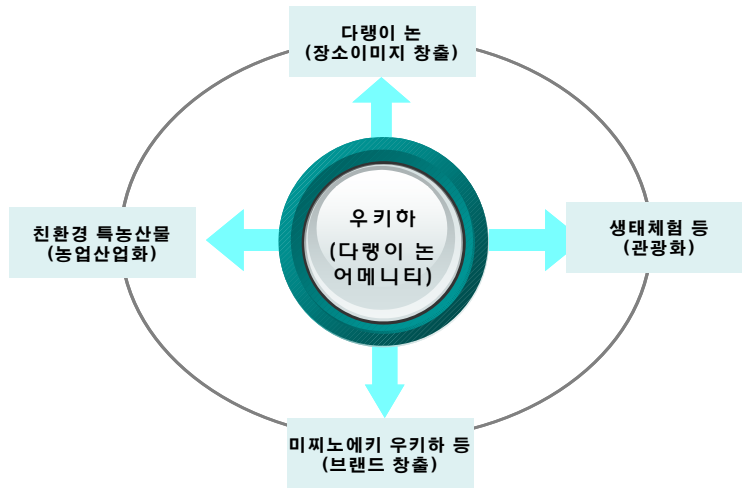 다랭이 논
(장소이미지 창출)
우키하
(다랭이 논
어메니티)
친환경 특농산물
(농업산업화)
생태체험 등
(관광화)
미찌노에키 우키하 등
(브랜드 창출)